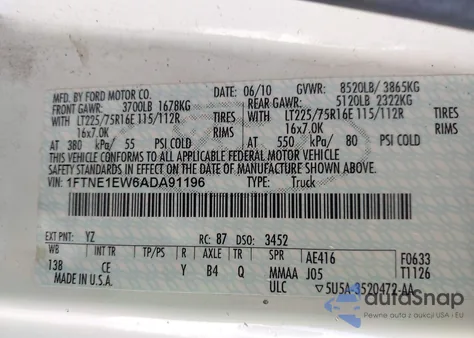 MFD. BY FORD MOTOR CO.
DATE: 06/10 GVWR: 8520LB/ 3865KG
FRONT GAWR: 3700LB 1678KG
REAR GAWR: 5120LB 2322KG
WITH LT225/75R16E 115/112R TIRES
WITH LT225/75R16E 115/112R TIRES
16x7.0K RIMS
16x7.0K RIMS
AT 380 kPa/ 55 PSI COLD
AT 550 kPa/ 80 PSI COLD
THIS VEHICLE CONFORMS TO ALL APPLICABLE FEDERAL MOTOR VEHICLE
SAFETY STANDARDS IN EFFECT ON THE DATE OF MANUFACTURE SHOWN ABOVE.
VIN: 1FTNE1EW6ADA91196 TYPE: Truck
EXT PNT: YZ RC: 87 DSO: 3452
WB INT TR TP/PS R AXLE TR SPR AE416 F0633
138 CE Y B4 Q MMAA J05 T1126
MADE IN U.S.A. ULC ▽5U5A-3520472-AA
autoSnap
Your trusted source from USA & EU